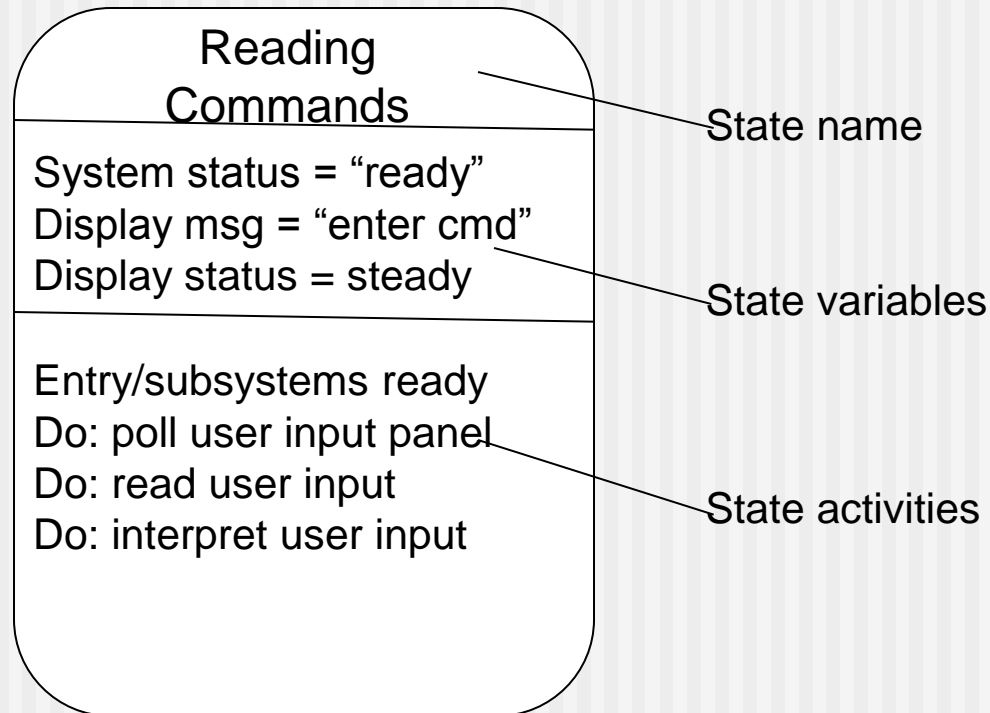 Reading
Commands
State name
System status = “ready”
Display msg = “enter cmd”
Display status = steady
State variables
Entry/subsystems ready
Do: poll user input panel
Do: read user input
Do: interpret user input
State activities